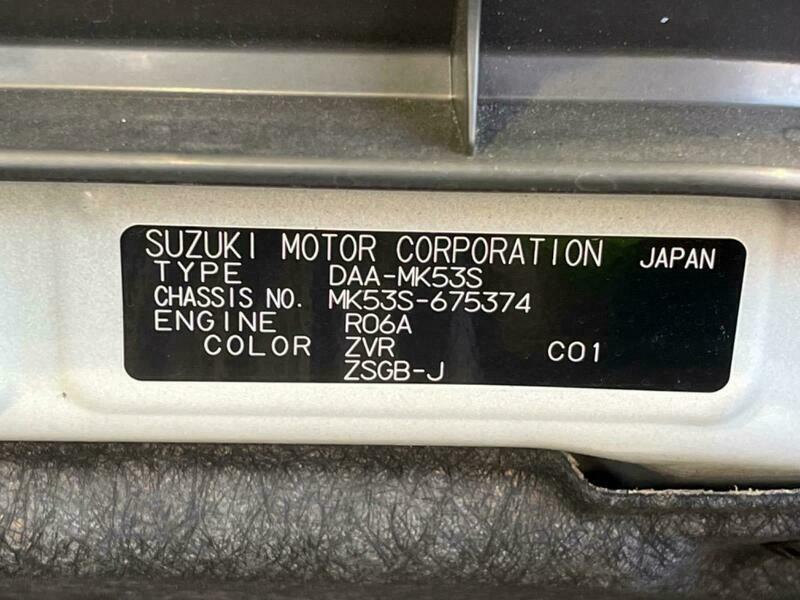 SUZUKI MOTOR CORPORATION JAPAN
TYPE DAA-MK53S
CHASSIS NO. MK53S-675374
ENGINE R06A
COLOR ZVR C01
ZSGB-J